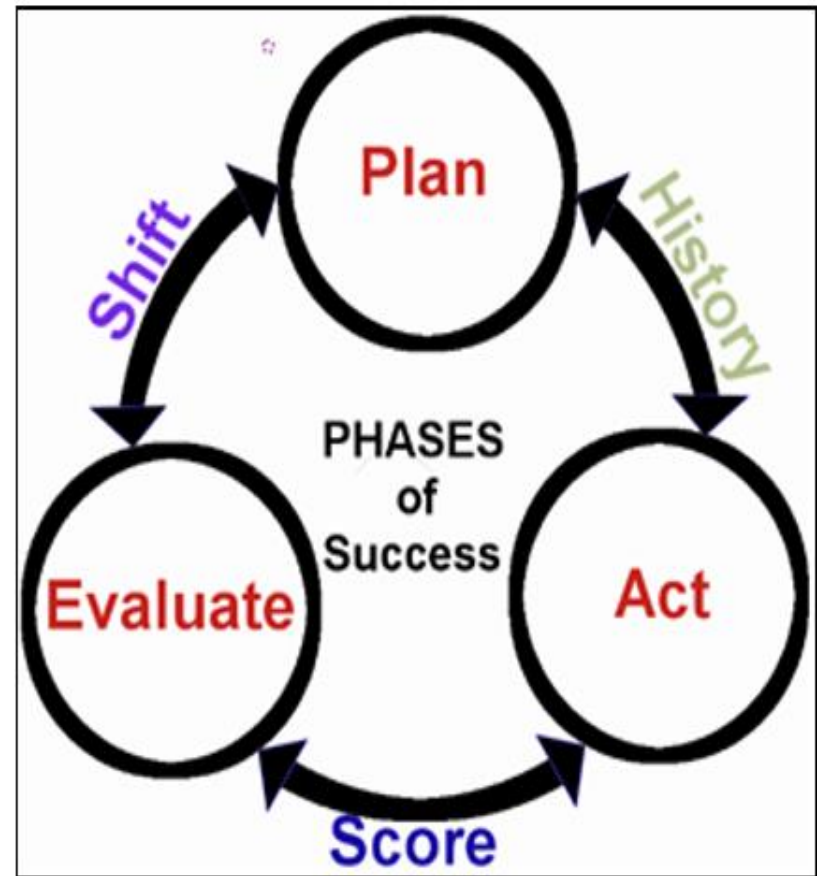 Plan
Shift
History
PHASES
of
Success
Evaluate
Act
Score